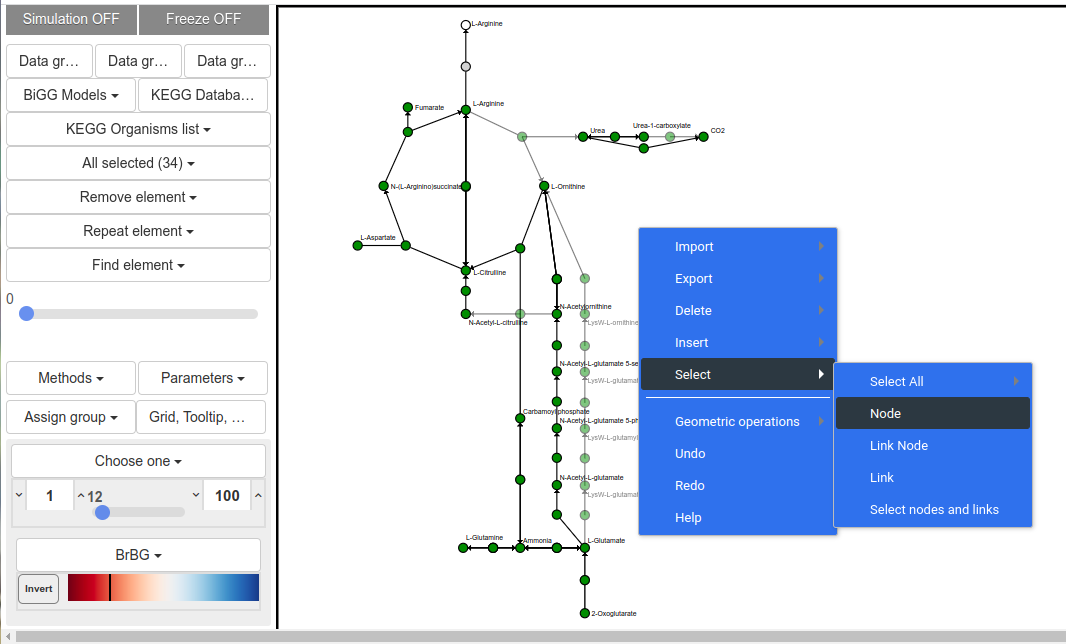 Simulation OFF
Freeze OFF
Data gr…
Data gr…
Data gr…
BiGG Models
KEGG Databa…
KEGG Organisms list
All selected (34)
Remove element
Repeat element
Find element
0
Methods
Parameters
Assign group
Grid, Tooltip, …
Choose one
1
12
100
BrBG
Invert
L-Arginine
L-Arginine
Fumarate
Urea
Urea-1-carboxylate
CO2
N-(L-Arginino)succinate
L-Ornithine
L-Aspartate
L-Citrulline
N-Acetylornithine
N-Acetyl-L-citrulline
LysW-L-ornithine
N-Acetyl-L-glutamate 5-se
LysW-L-glutamat
Carbamoyl phosphate
N-Acetyl-L-glutamate 5-ph
LysW-L-glutamyl
N-Acetyl-L-glutamate
LysW-L-glutamat
L-Glutamine
Ammonia
L-Glutamate
2-Oxoglutarate
Import
Export
Delete
Insert
Select
Geometric operations
Undo
Redo
Help
Select All
Node
Link Node
Link
Select nodes and links